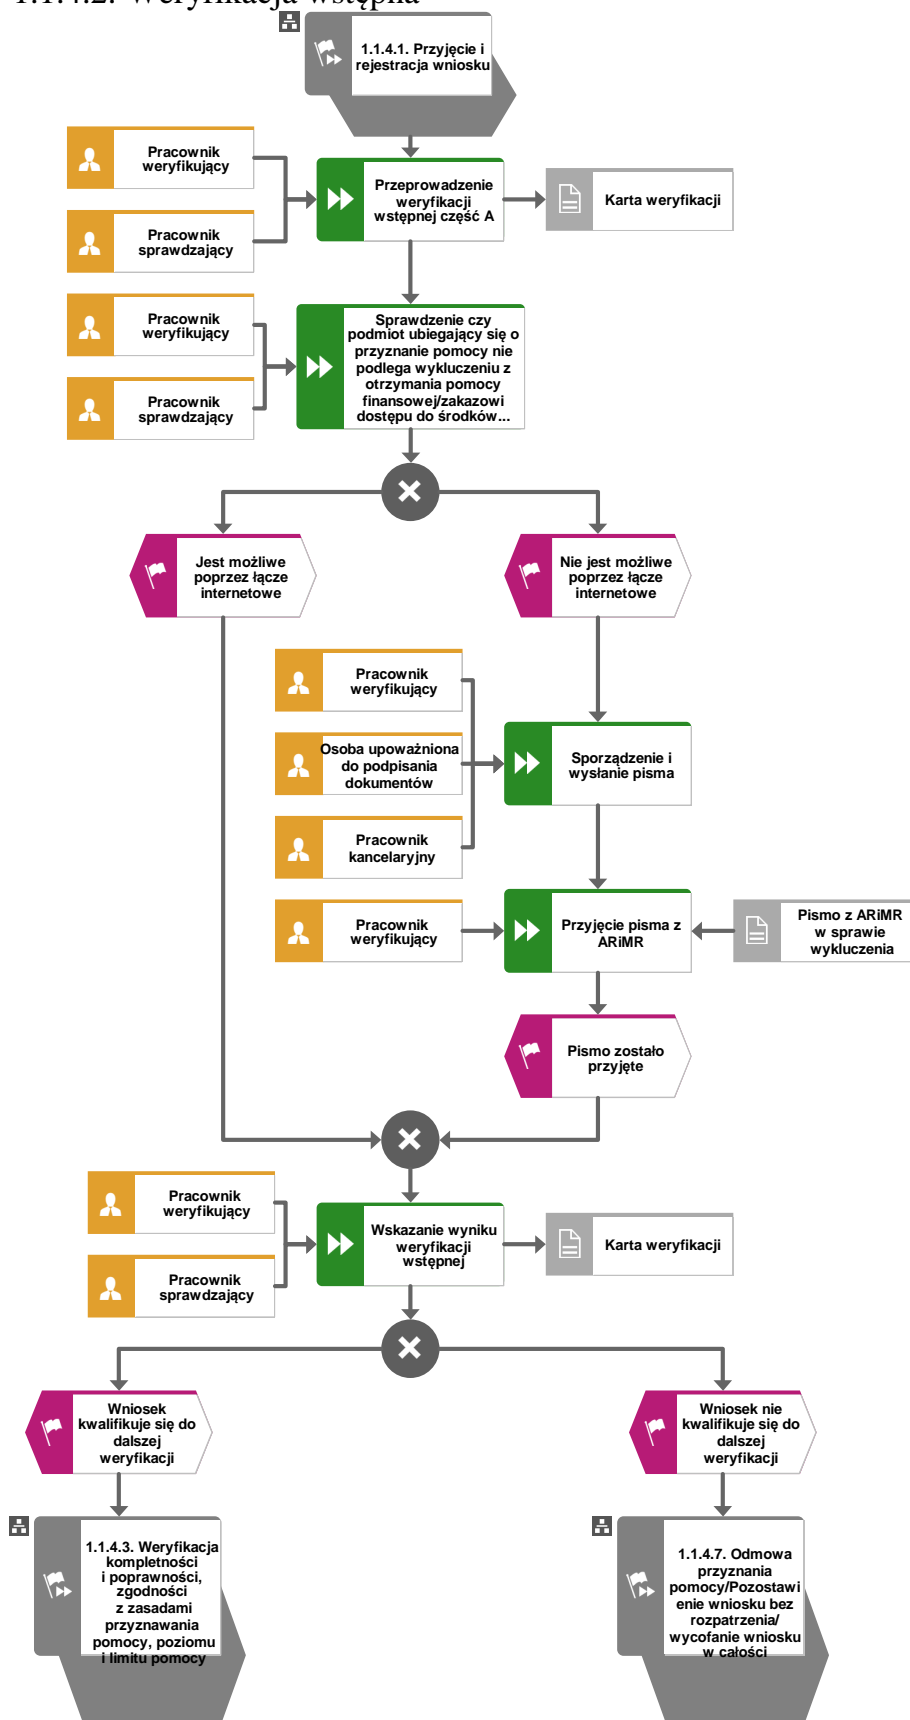 1.1.4.2. Weryfikacja wstępna
1.1.4.1. Przyjęcie i
rejestracja wniosku
Pracownik
weryfikujący
Przeprowadzenie
weryfikacji
wstępnej część A
Karta weryfikacji
Pracownik
sprawdzający
Pracownik
weryfikujący
Sprawdzenie czy
podmiot ubiegający się o
przyznanie pomocy nie
podlega wykluczeniu z
otrzymania pomocy
finansowej/zakazowi
dostępu do środków...
Pracownik
sprawdzający
Jest możliwe
poprzez łącze
internetowe
Nie jest możliwe
poprzez łącze
internetowe
Pracownik
weryfikujący
Osoba upoważniona
do podpisania
dokumentów
Sporządzenie i
wysłanie pisma
Pracownik
kancelaryjny
Pracownik
weryfikujący
Przyjęcie pisma z
ARiMR
Pismo z ARiMR
w sprawie
wykluczenia
Pismo zostało
przyjęte
Pracownik
weryfikujący
Wskazanie wyniku
weryfikacji
wstępnej
Karta weryfikacji
Pracownik
sprawdzający
Wniosek
kwalifikuje się do
dalszej
weryfikacji
Wniosek nie
kwalifikuje się do
dalszej
weryfikacji
1.1.4.3. Weryfikacja
kompletności
i poprawności,
zgodności
z zasadami
przyznawania
pomocy, poziomu
i limitu pomocy
1.1.4.7. Odmowa
przyznania
pomocy/Pozostawi
enie wniosku bez
rozpatrzenia/
wycofanie wniosku
w całości